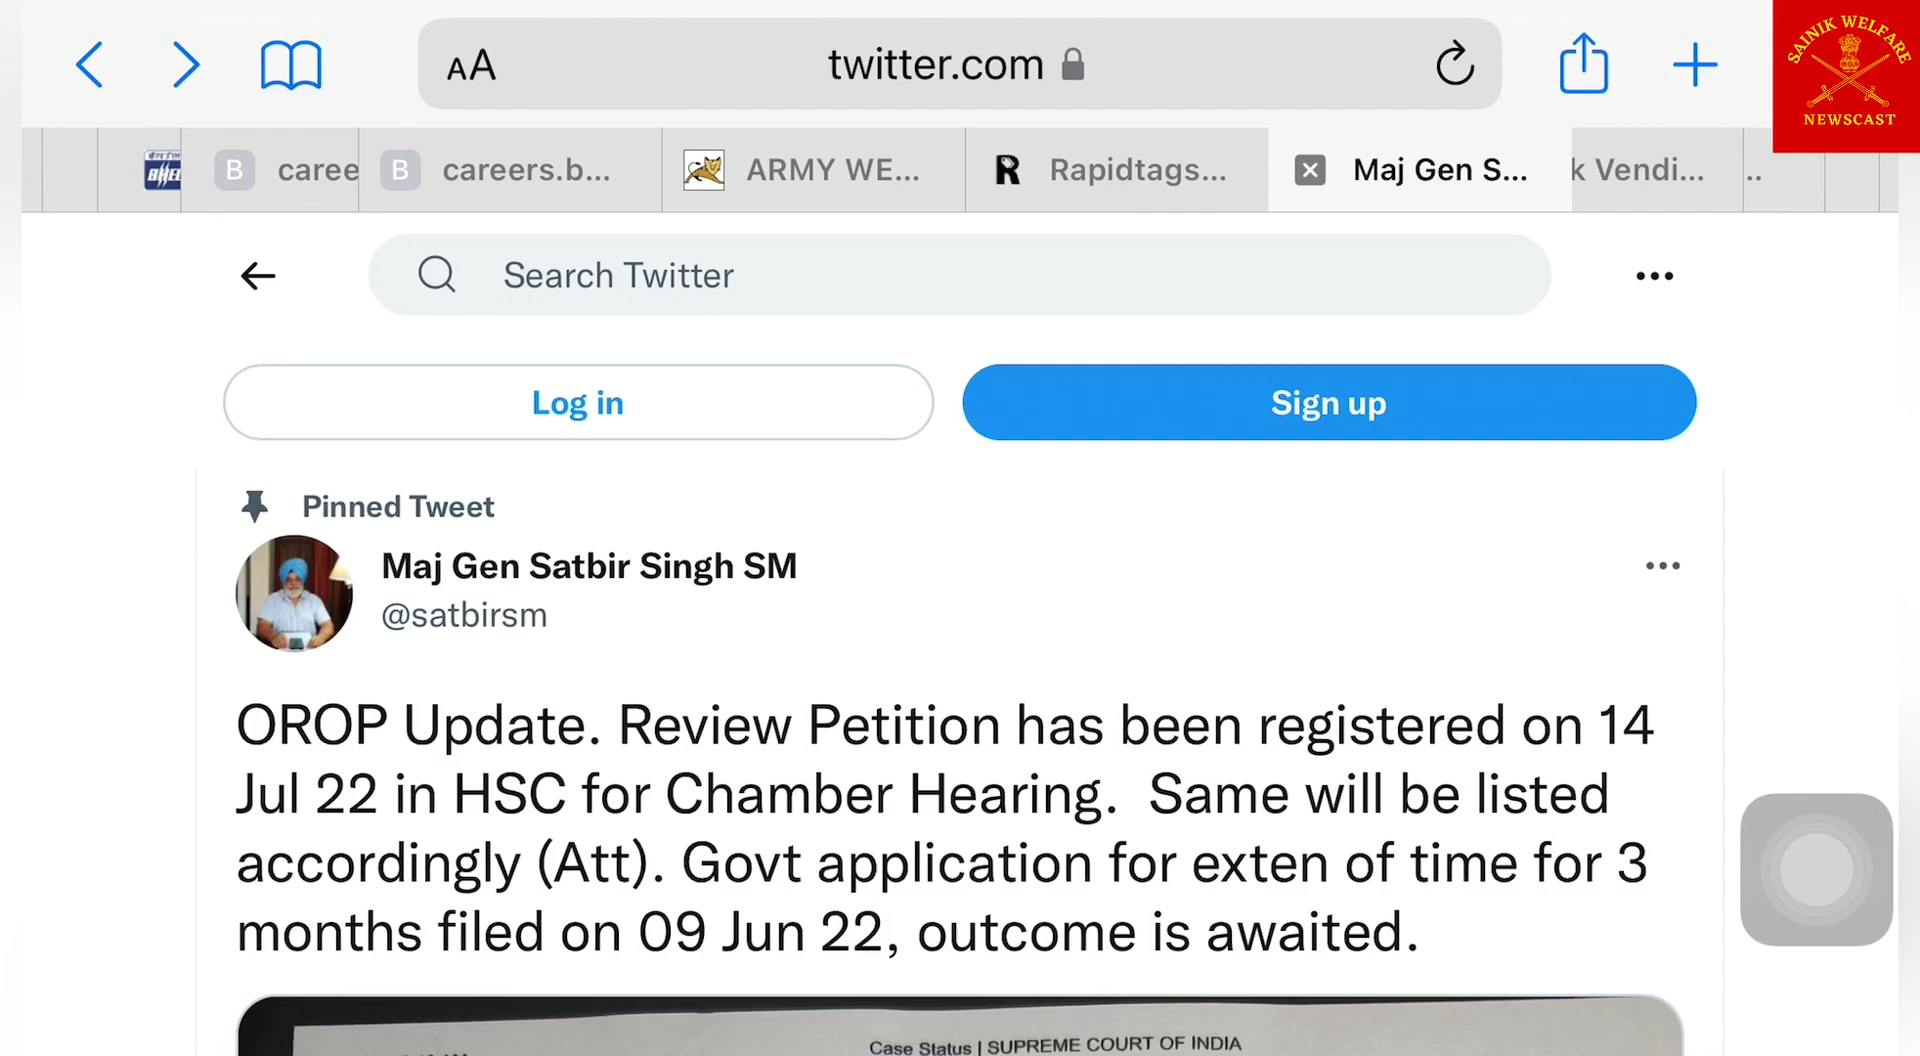 AA twitter.com
SAINIK WELFARE
NEWSCAST
BHEL B caree B careers.b... ARMY WE... R Rapidtags... Maj Gen S... k Vendi... ..
Search Twitter
Log in Sign up
Pinned Tweet
Maj Gen Satbir Singh SM
@satbirsm
OROP Update. Review Petition has been registered on 14
Jul 22 in HSC for Chamber Hearing. Same will be listed
accordingly (Att). Govt application for exten of time for 3
months filed on 09 Jun 22, outcome is awaited.
Case Status | SUPREME COURT OF INDIA